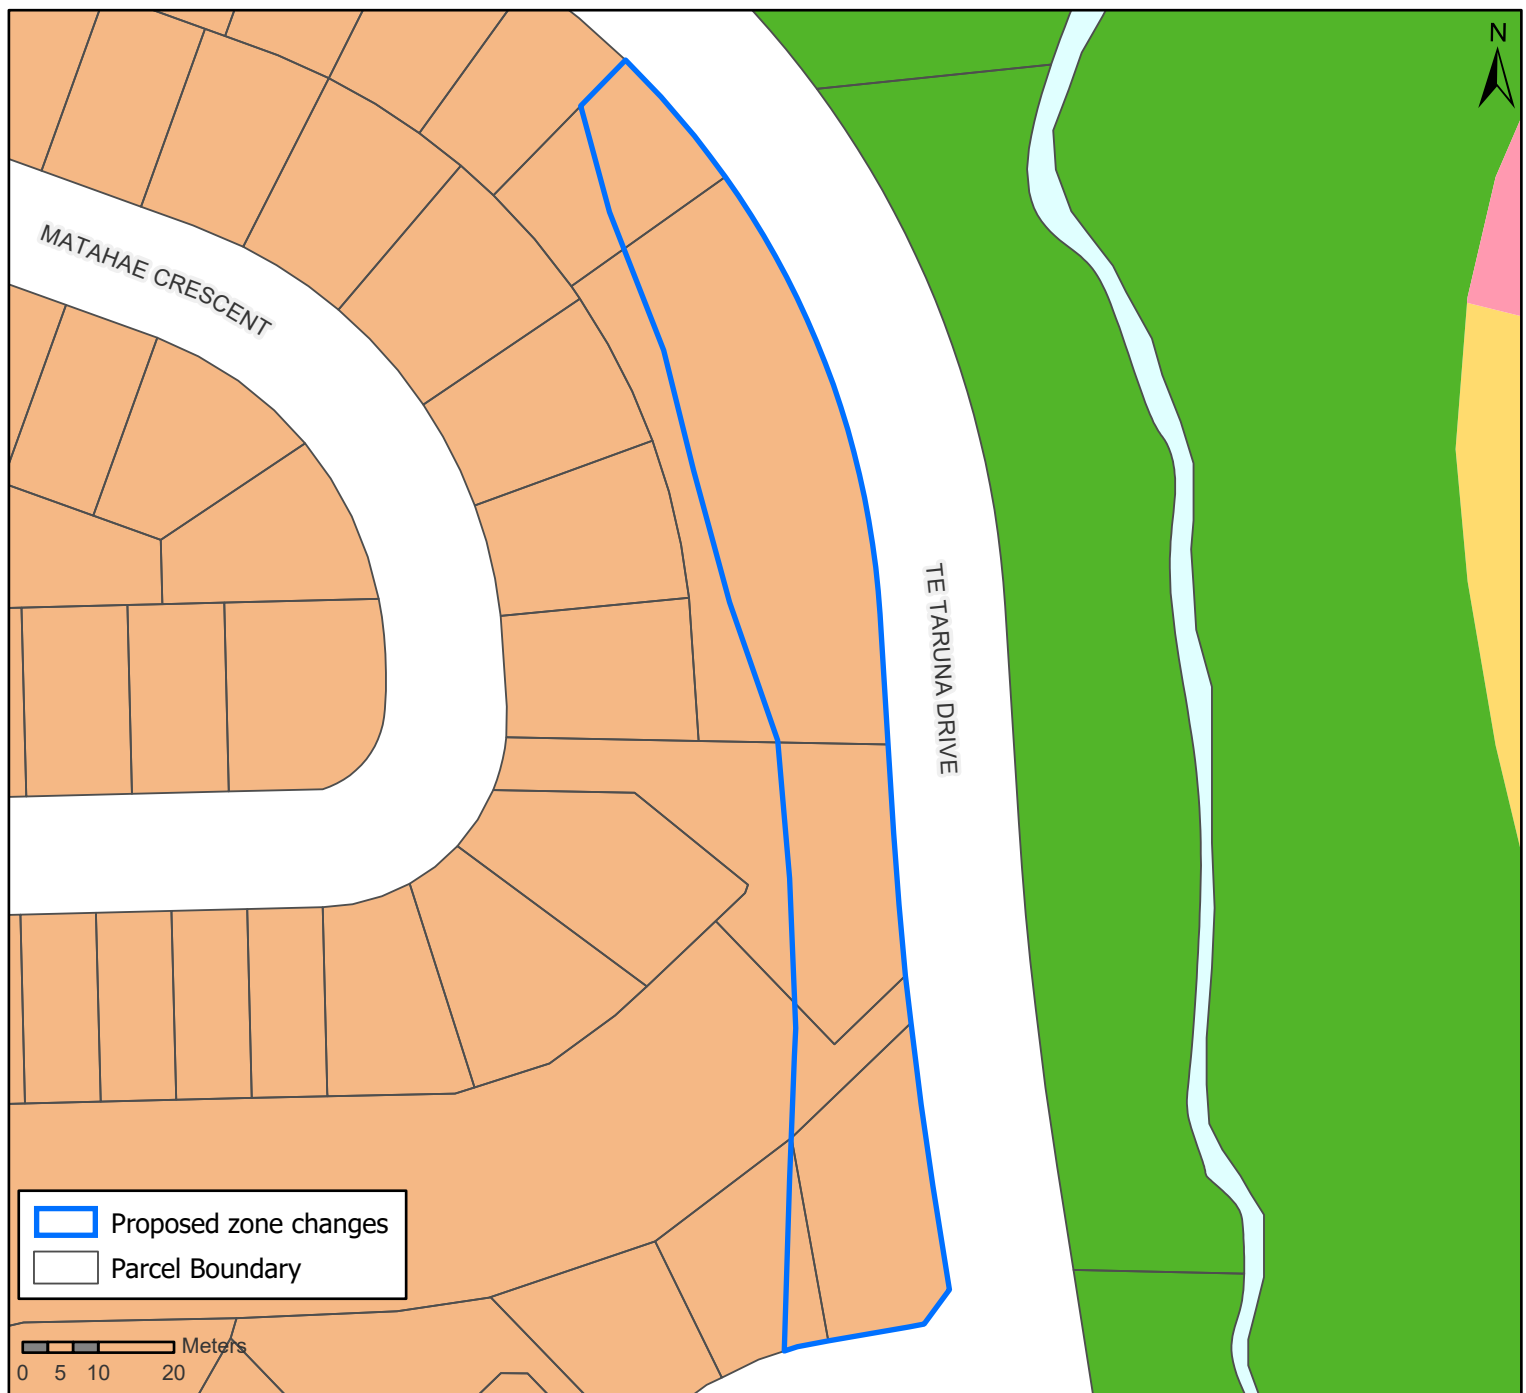 N
MATAHAE CRESCENT
TE TARUNA DRIVE
Proposed zone changes
Parcel Boundary
Meters
0 5 10 20